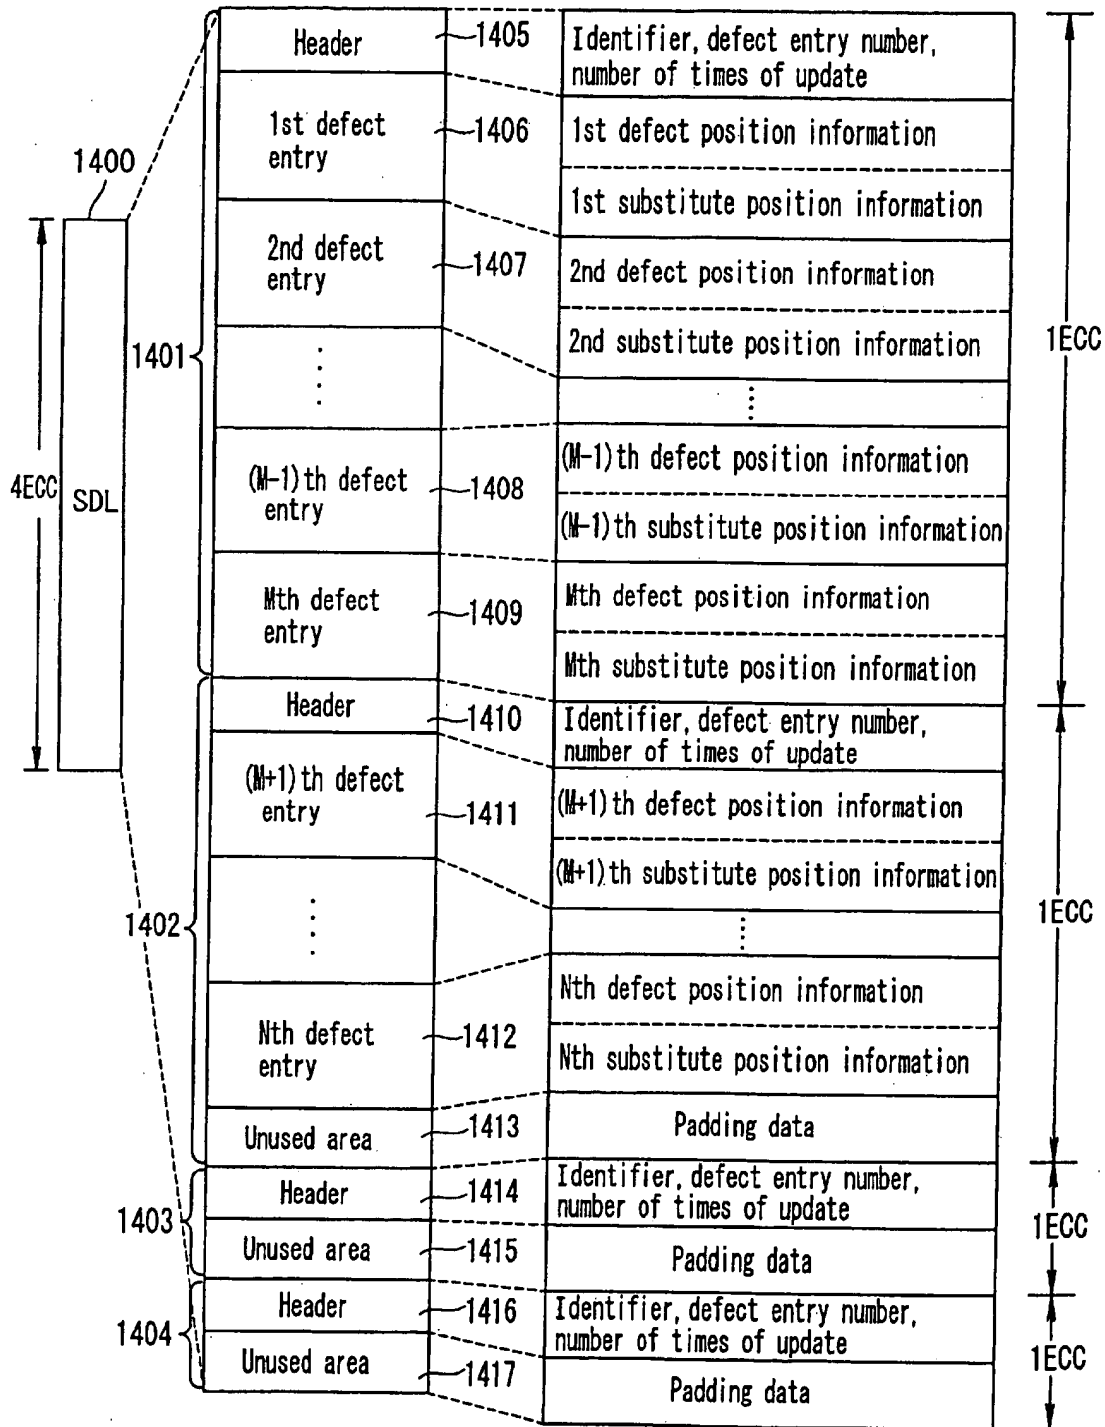 Header
1405
Identifier, defect entry number,
number of times of update
1st defect
entry
1406
1st defect position information
1st substitute position information
1400
2nd defect
entry
1407
2nd defect position information
2nd substitute position information
1401
1ECC
4ECC
SDL
(M-1)th defect
entry
1408
(M-1)th defect position information
(M-1)th substitute position information
Mth defect
entry
1409
Mth defect position information
Mth substitute position information
Header
1410
Identifier, defect entry number,
number of times of update
(M+1)th defect
entry
1411
(M+1)th defect position information
(M+1)th substitute position information
1402
1ECC
Nth defect
entry
1412
Nth defect position information
Nth substitute position information
Unused area
1413
Padding data
1403
Header
1414
Identifier, defect entry number,
number of times of update
1ECC
Unused area
1415
Padding data
1404
Header
1416
Identifier, defect entry number,
number of times of update
1ECC
Unused area
1417
Padding data